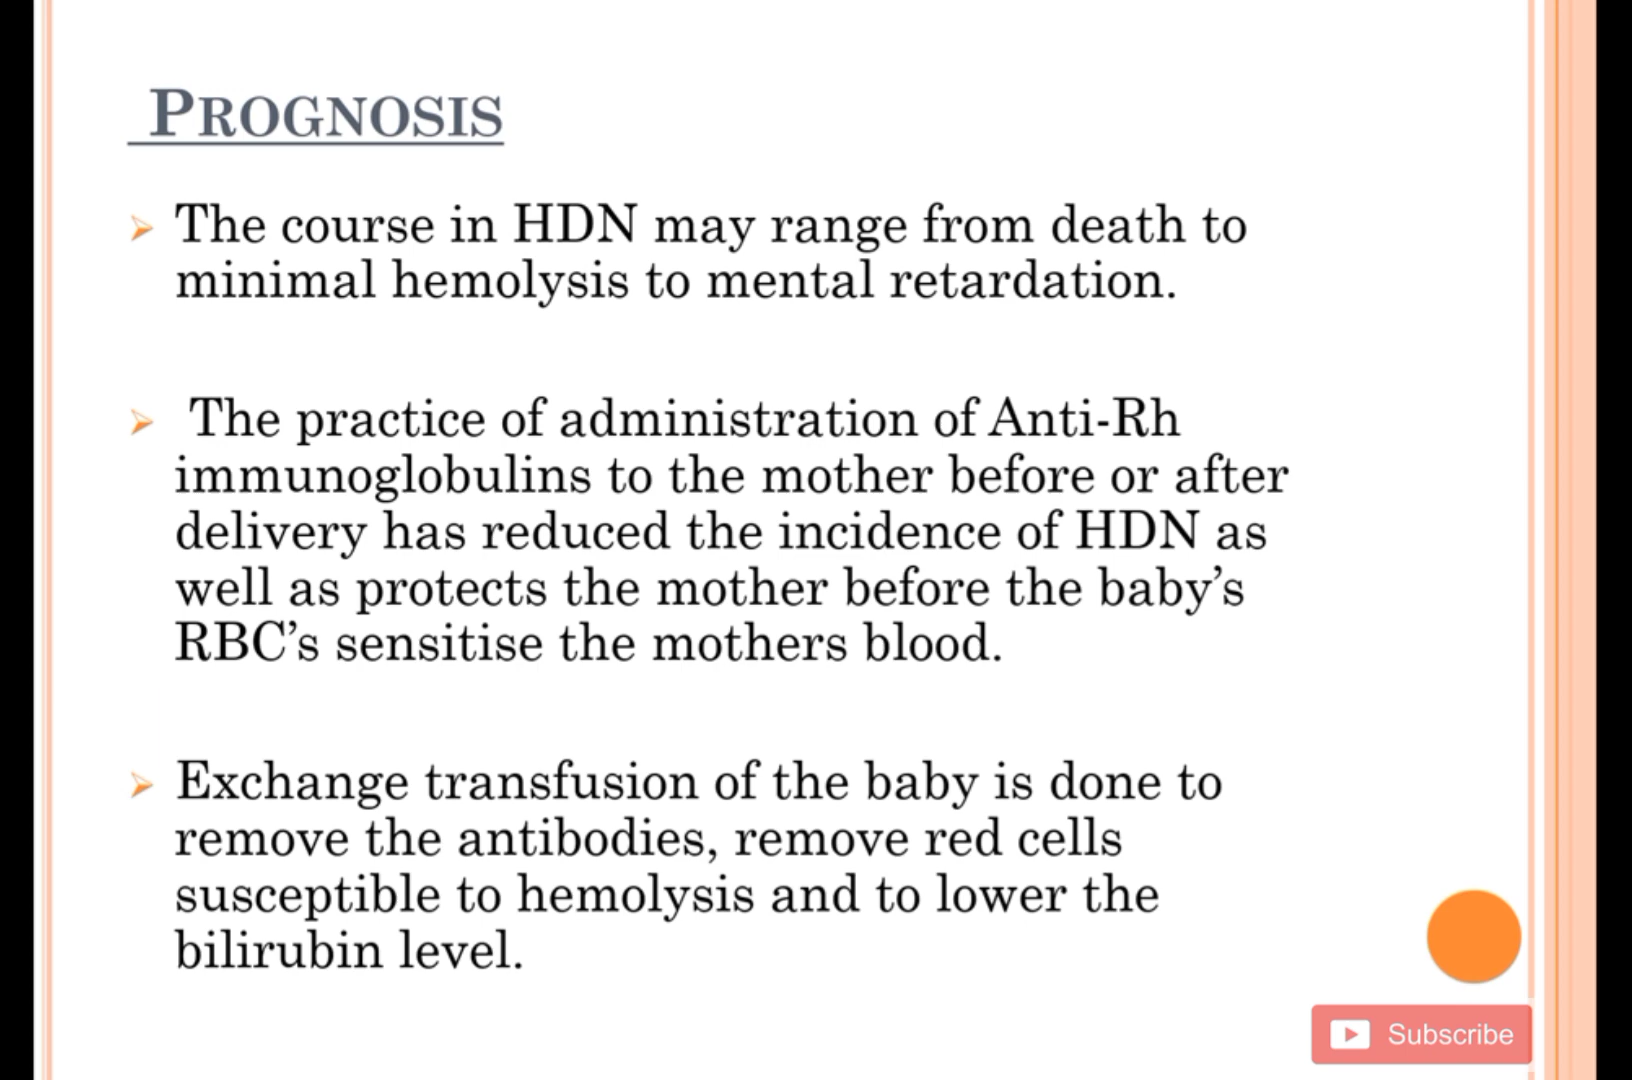 PROGNOSIS
The course in HDN may range from death to
minimal hemolysis to mental retardation.
The practice of administration of Anti-Rh
immunoglobulins to the mother before or after
delivery has reduced the incidence of HDN as
well as protects the mother before the baby’s
RBC’s sensitise the mothers blood.
Exchange transfusion of the baby is done to
remove the antibodies, remove red cells
susceptible to hemolysis and to lower the
bilirubin level.
Subscribe